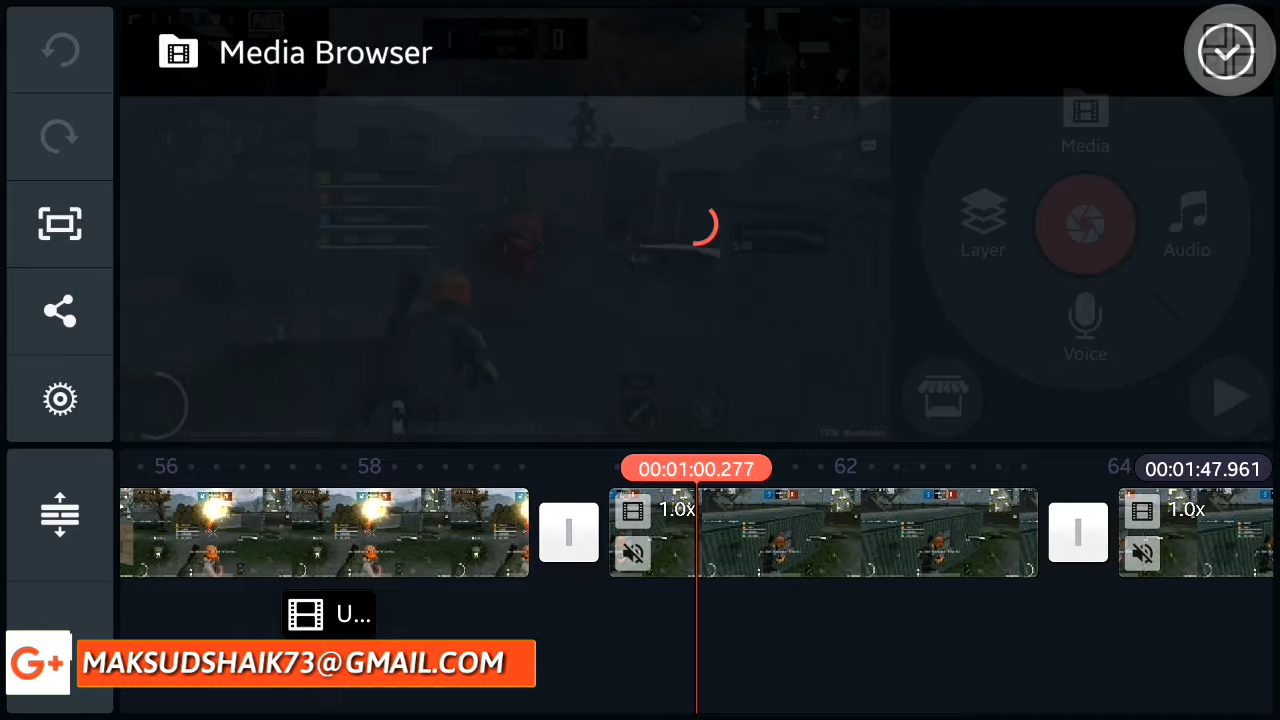 Media Browser
Media
Layer
Audio
Voice
2
56
58
00:01:00.277
62
64
00:01:47.961
1.0x
1.0x
U...
G+
MAKSUDSHAIK73@GMAIL.COM